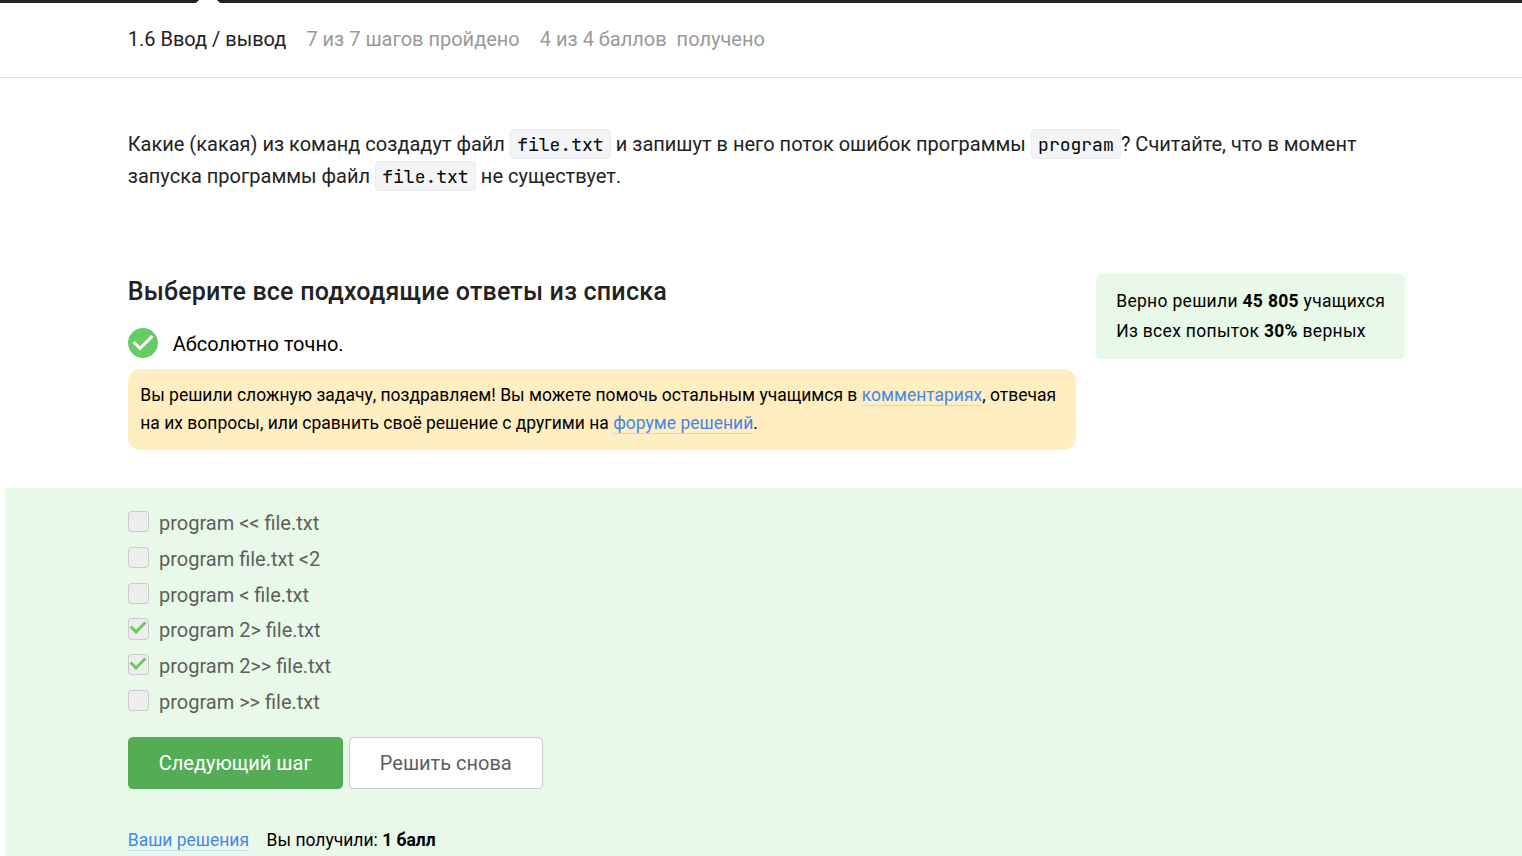 1.6 Ввод / вывод 7 из 7 шагов пройдено 4 из 4 баллов получено
Какие (какая) из команд создадут файл file.txt и запишут в него поток ошибок программы program? Считайте, что в момент
запуска программы файл file.txt не существует.
Выберите все подходящие ответы из списка
Верно решили 45 805 учащихся
Из всех попыток 30% верных
Абсолютно точно.
Вы решили сложную задачу, поздравляем! Вы можете помочь остальным учащимся в комментариях, отвечая
на их вопросы, или сравнить своё решение с другими на форуме решений.
program << file.txt
program file.txt <2
program < file.txt
program 2> file.txt
program 2>> file.txt
program >> file.txt
Следующий шаг Решить снова
Ваши решения Вы получили: 1 балл